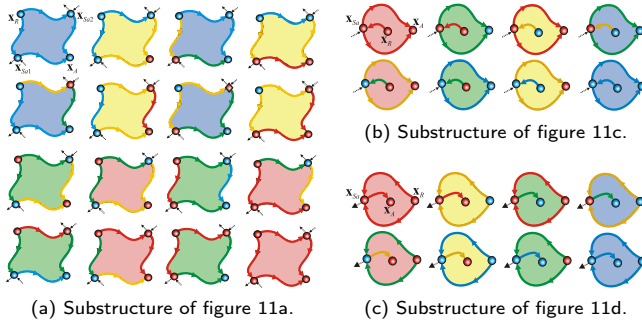 x_R
x_Sa2
x_Sa1
x_A
(a) Substructure of figure 11a.
x_Sa
x_A
x_R
(b) Substructure of figure 11c.
x_Sa
x_R
x_A
(c) Substructure of figure 11d.